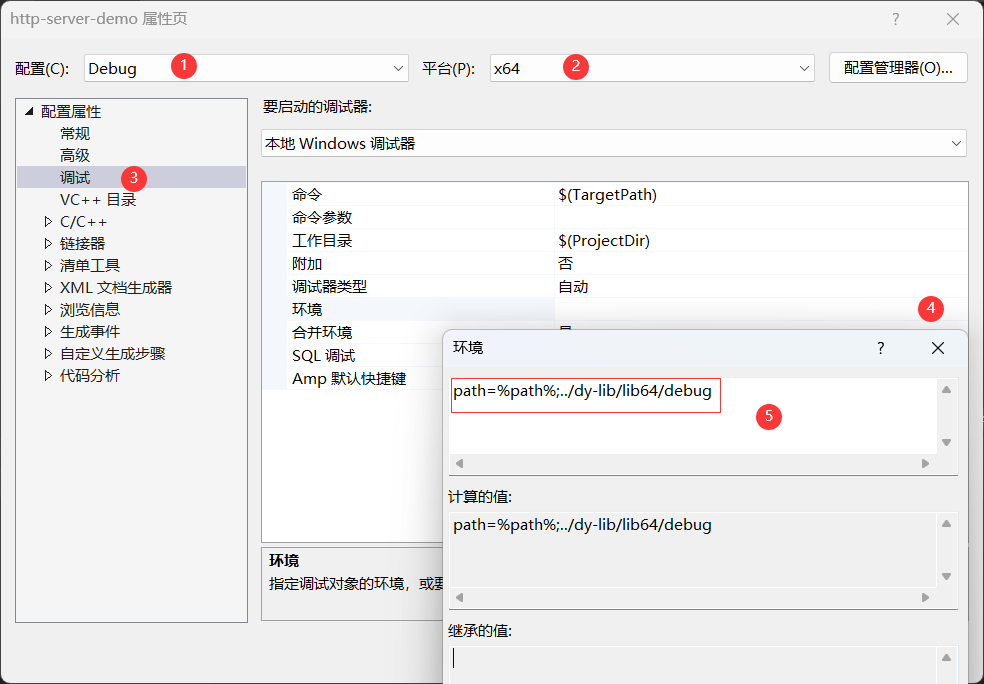 http-server-demo 属性页
?
配置(C):
Debug
1
平台(P):
x64
2
配置管理器(O)...
配置属性
常规
高级
调试
3
VC++ 目录
C/C++
链接器
清单工具
XML 文档生成器
浏览信息
生成事件
自定义生成步骤
代码分析
要启动的调试器:
本地 Windows 调试器
命令 $(TargetPath)
命令参数
工作目录 $(ProjectDir)
附加 否
调试器类型 自动
环境
4
合并环境
SQL 调试
Amp 默认快捷键
环境
指定调试对象的环境，或要
环境
?
path=%path%;../dy-lib/lib64/debug
5
计算的值:
path=%path%;../dy-lib/lib64/debug
继承的值: